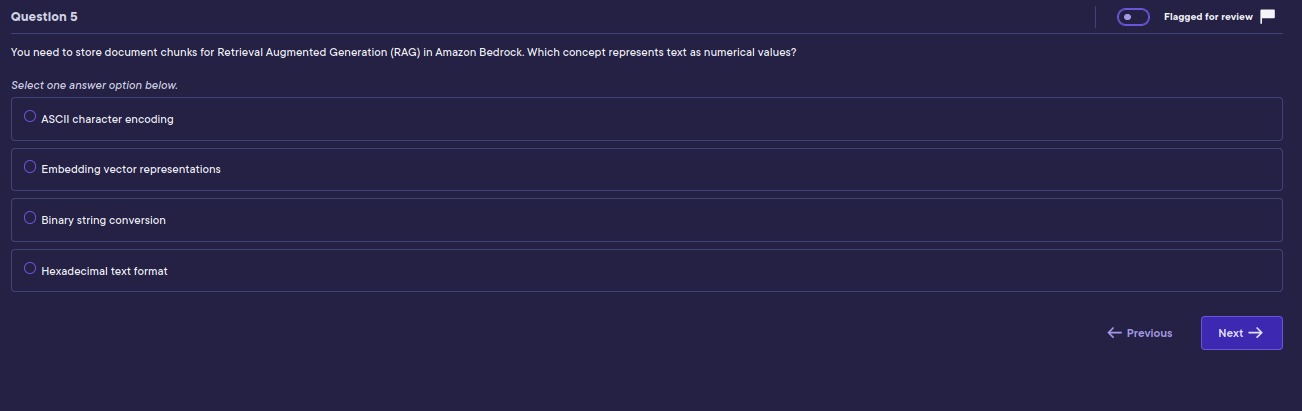 Question 5
Flagged for review
You need to store document chunks for Retrieval Augmented Generation (RAG) in Amazon Bedrock. Which concept represents text as numerical values?
Select one answer option below.
ASCII character encoding
Embedding vector representations
Binary string conversion
Hexadecimal text format
Previous
Next